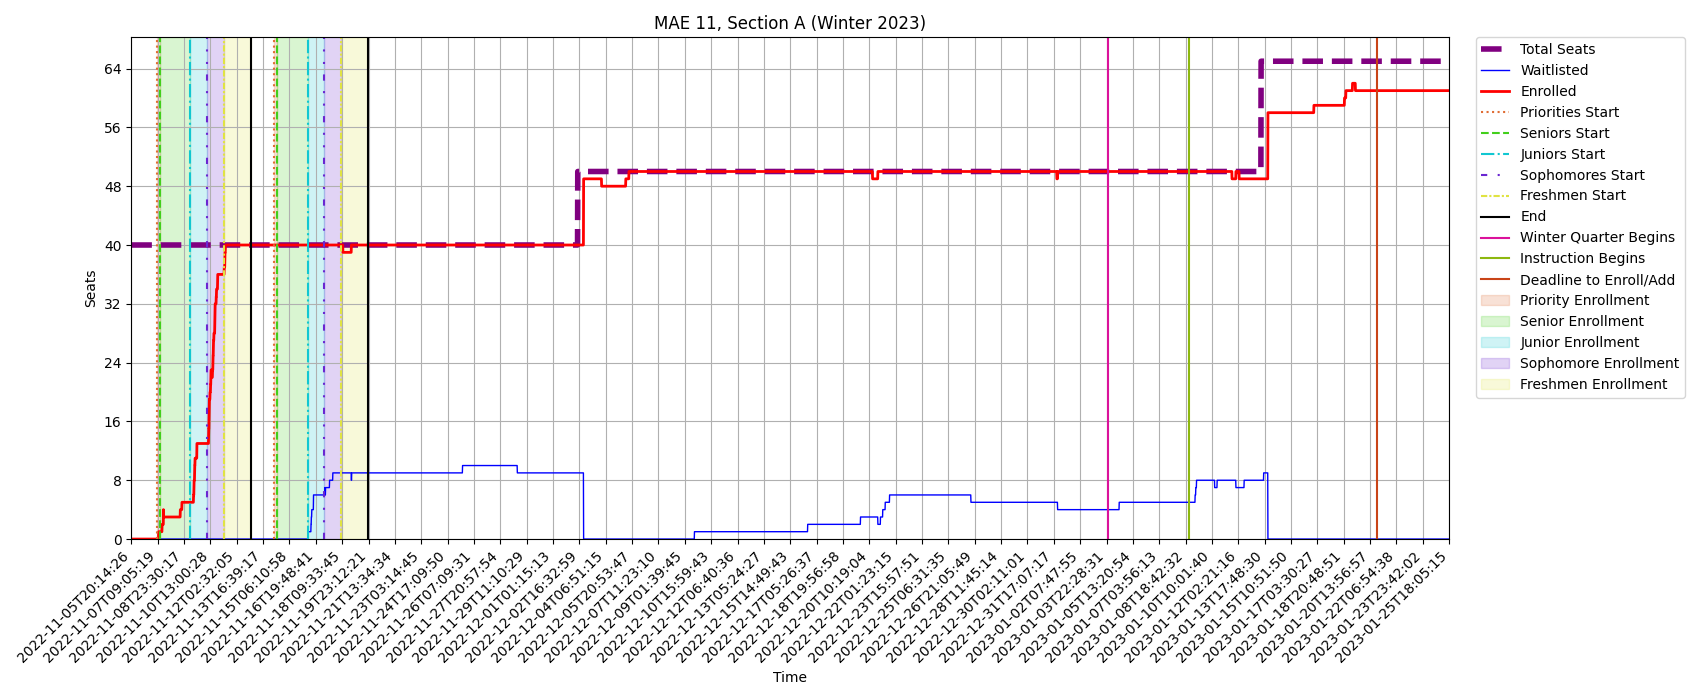 MAE 11, Section A (Winter 2023)
Seats
64
56
48
40
32
24
16
8
0
2022-11-05T20:14:26
2022-11-07T09:05:19
2022-11-08T23:30:17
2022-11-10T13:00:28
2022-11-12T02:32:05
2022-11-13T16:39:17
2022-11-15T06:10:58
2022-11-16T19:48:41
2022-11-18T09:33:45
2022-11-19T23:12:21
2022-11-21T13:34:34
2022-11-23T03:14:45
2022-11-24T17:09:50
2022-11-26T07:09:31
2022-11-27T20:57:54
2022-11-29T11:10:29
2022-12-01T01:15:13
2022-12-02T16:32:59
2022-12-04T06:51:15
2022-12-05T20:53:47
2022-12-07T11:23:10
2022-12-09T01:39:45
2022-12-10T15:59:43
2022-12-12T06:40:36
2022-12-13T05:24:27
2022-12-15T14:49:43
2022-12-17T05:26:37
2022-12-18T19:56:58
2022-12-20T10:19:04
2022-12-22T01:23:15
2022-12-23T15:57:51
2022-12-25T06:31:35
2022-12-26T21:05:49
2022-12-28T11:45:14
2022-12-30T02:11:01
2022-12-31T17:07:17
2023-01-02T07:47:55
2023-01-03T22:28:31
2023-01-05T13:20:54
2023-01-07T03:56:13
2023-01-08T18:42:32
2023-01-10T10:01:40
2023-01-12T02:21:16
2023-01-13T17:48:30
2023-01-15T10:51:50
2023-01-17T03:30:27
2023-01-18T20:48:51
2023-01-20T13:56:57
2023-01-22T06:54:38
2023-01-23T23:42:02
2023-01-25T18:05:15
Time
Total Seats
Waitlisted
Enrolled
Priorities Start
Seniors Start
Juniors Start
Sophomores Start
Freshmen Start
End
Winter Quarter Begins
Instruction Begins
Deadline to Enroll/Add
Priority Enrollment
Senior Enrollment
Junior Enrollment
Sophomore Enrollment
Freshmen Enrollment